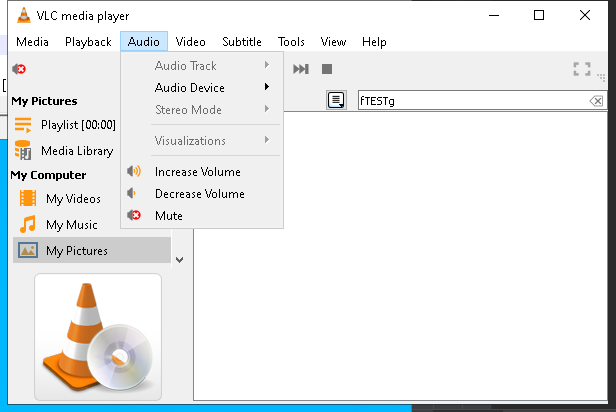 VLC media player
Media Playback Audio Video Subtitle Tools View Help
Audio Track
Audio Device
Stereo Mode
Visualizations
Increase Volume
Decrease Volume
Mute
fTESTg
My Pictures
Playlist [00:00]
Media Library
My Computer
My Videos
My Music
My Pictures